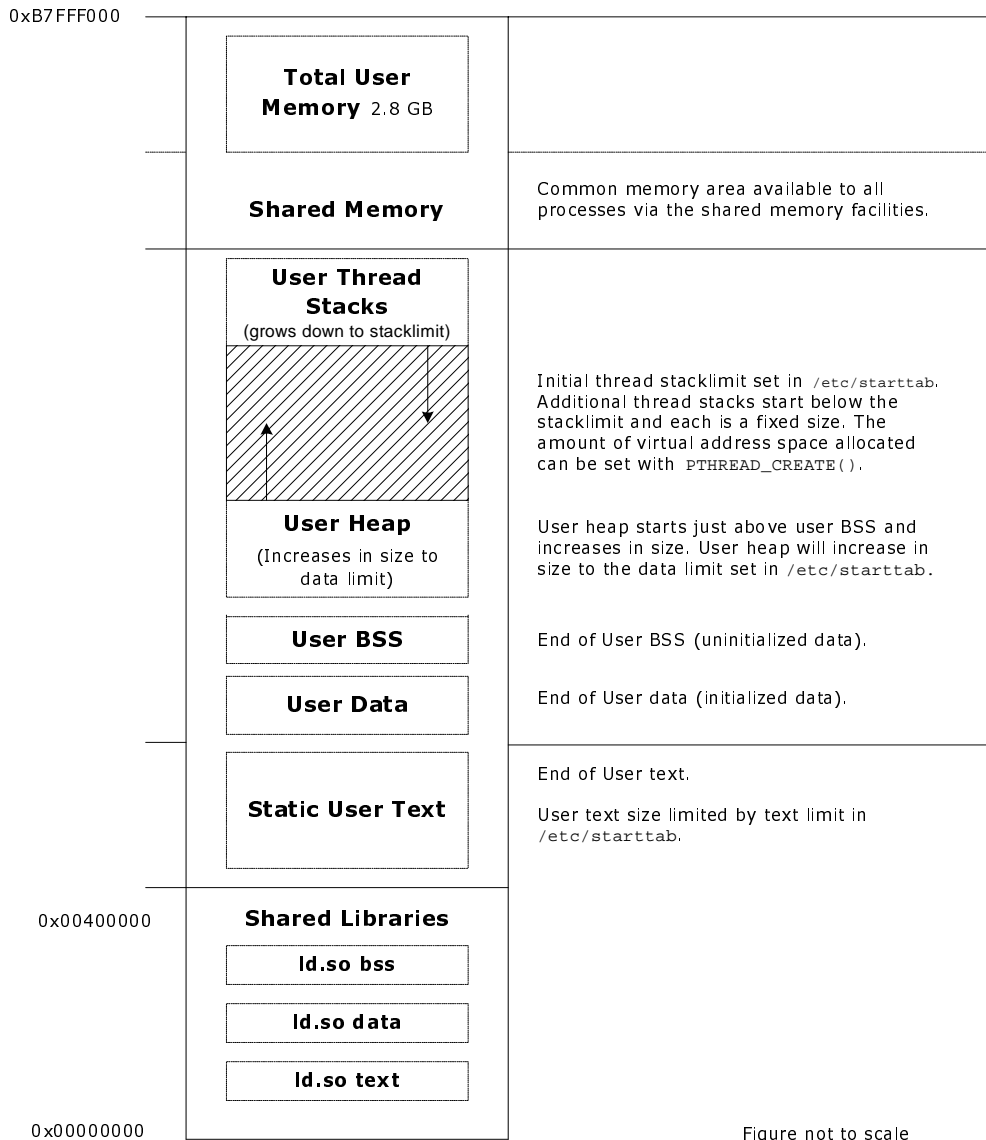 0xB7FFF000
Total User
Memory 2.8 GB
Shared Memory
Common memory area available to all
processes via the shared memory facilities.
User Thread
Stacks
(grows down to stacklimit)
Initial thread stacklimit set in /etc/starttab.
Additional thread stacks start below the
stacklimit and each is a fixed size. The
amount of virtual address space allocated
can be set with PTHREAD_CREATE().
User Heap
(Increases in size to
data limit)
User heap starts just above user BSS and
increases in size. User heap will increase in
size to the data limit set in /etc/starttab.
User BSS
End of User BSS (uninitialized data).
User Data
End of User data (initialized data).
Static User Text
End of User text.
User text size limited by text limit in
/etc/starttab.
0x00400000
Shared Libraries
ld.so bss
ld.so data
ld.so text
0x00000000
Figure not to scale